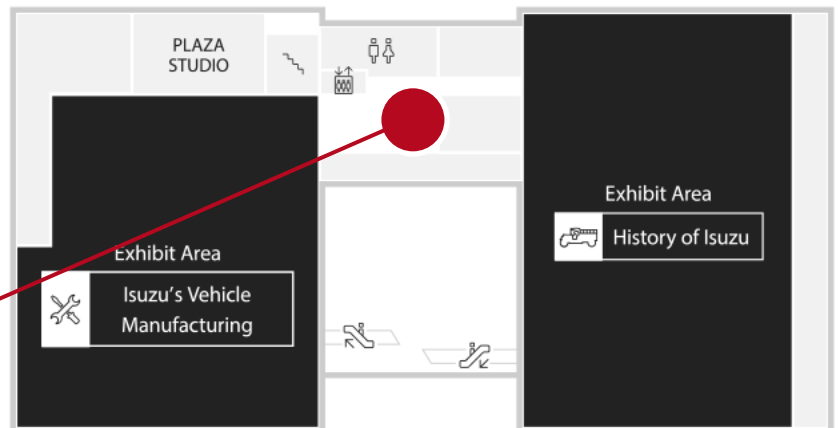 PLAZA
STUDIO
Exhibit Area
Isuzu's Vehicle
Manufacturing
Exhibit Area
History of Isuzu